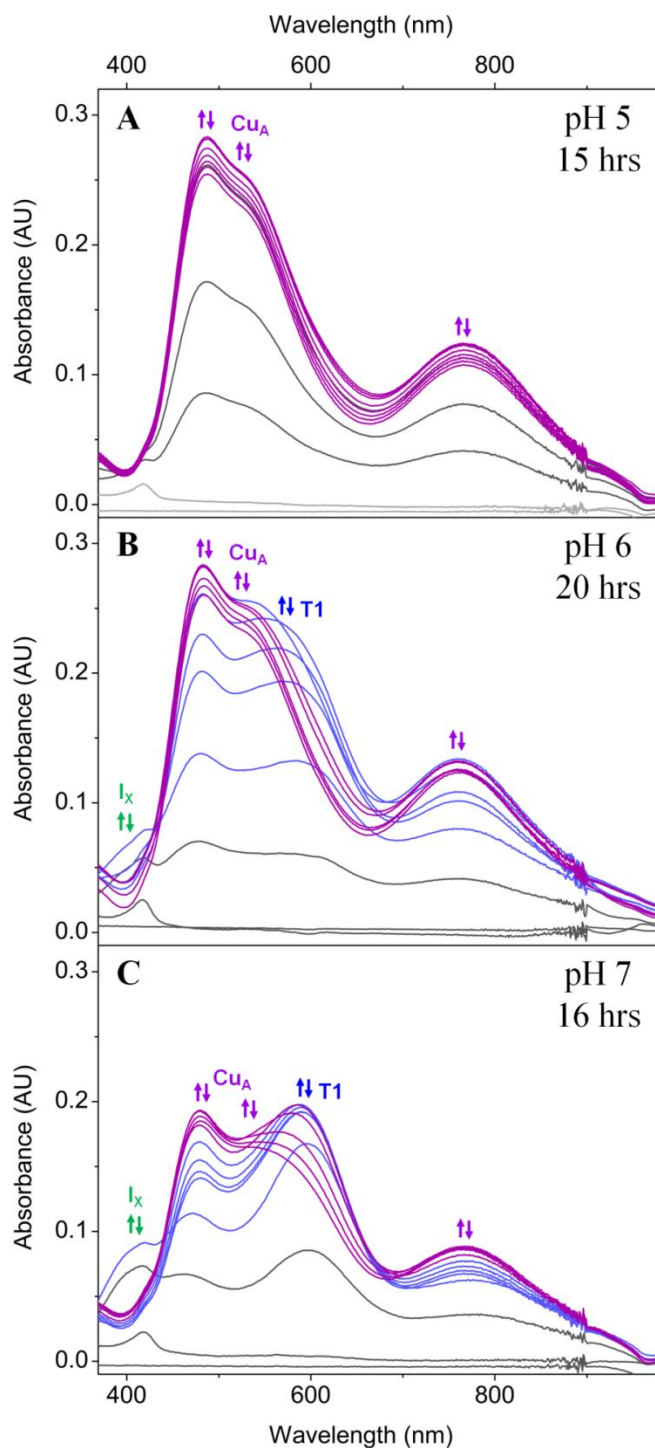 Wavelength (nm)
400 600 800
A
pH 5
15 hrs
CuA
0.3
0.2
0.1
0.0
Absorbance (AU)
B
pH 6
20 hrs
CuA
T1
IX
0.3
0.2
0.1
0.0
Absorbance (AU)
C
pH 7
16 hrs
CuA
T1
IX
0.3
0.2
0.1
0.0
Absorbance (AU)
400 600 800
Wavelength (nm)